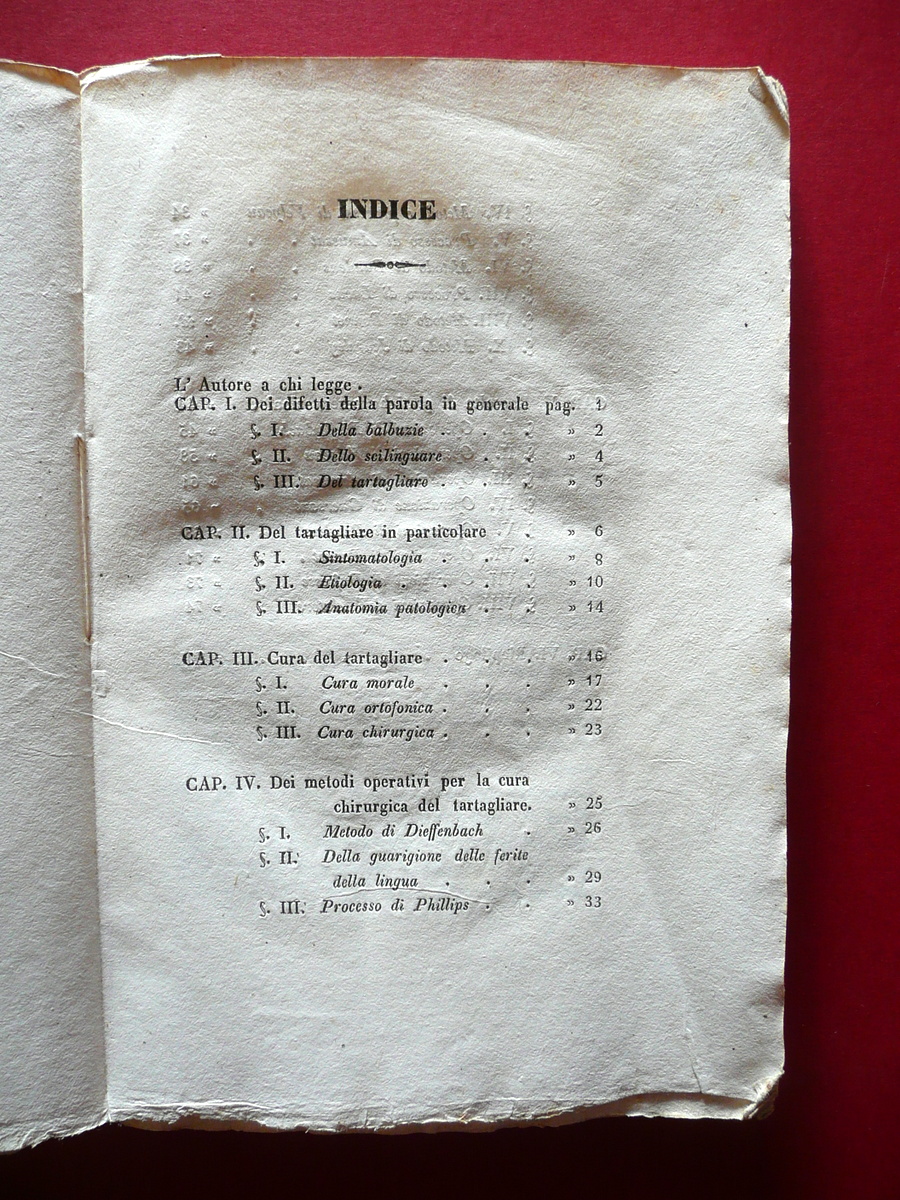 INDICE
L' Autore a chi legge .
CAP. I. Dei difetti della parola in generale pag. 1
§. I. Della balbuzie . . . . » 2
§. II. Dello scilinguare . . . » 4
§. III. Del tartagliare . . . . » 5
CAP. II. Del tartagliare in particolare . » 6
§. I. Sintomatologia . . . » 8
§. II. Etiologia . . . . » 10
§. III. Anatomia patologica . . » 14
CAP. III. Cura del tartagliare . . . » 16
§. I. Cura morale . . . » 17
§. II. Cura ortofonica . . . » 22
§. III. Cura chirurgica . . . » 23
CAP. IV. Dei metodi operativi per la cura
chirurgica del tartagliare. » 25
§. I. Metodo di Dieffenbach . » 26
§. II. Della guarigione delle ferite
della lingua . . . » 29
§. III. Processo di Phillips . . » 33